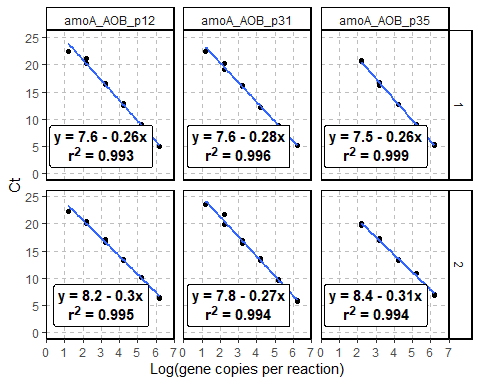 amoA_AOB_p12 amoA_AOB_p31 amoA_AOB_p35
25
20
15
10
5
0
y = 7.6 - 0.26x
r2 = 0.993
y = 7.6 - 0.28x
r2 = 0.996
y = 7.5 - 0.26x
r2 = 0.999
1
Ct
25
20
15
10
5
0
y = 8.2 - 0.3x
r2 = 0.995
y = 7.8 - 0.27x
r2 = 0.994
y = 8.4 - 0.31x
r2 = 0.994
2
0 1 2 3 4 5 6 7 0 1 2 3 4 5 6 7 0 1 2 3 4 5 6 7
Log(gene copies per reaction)